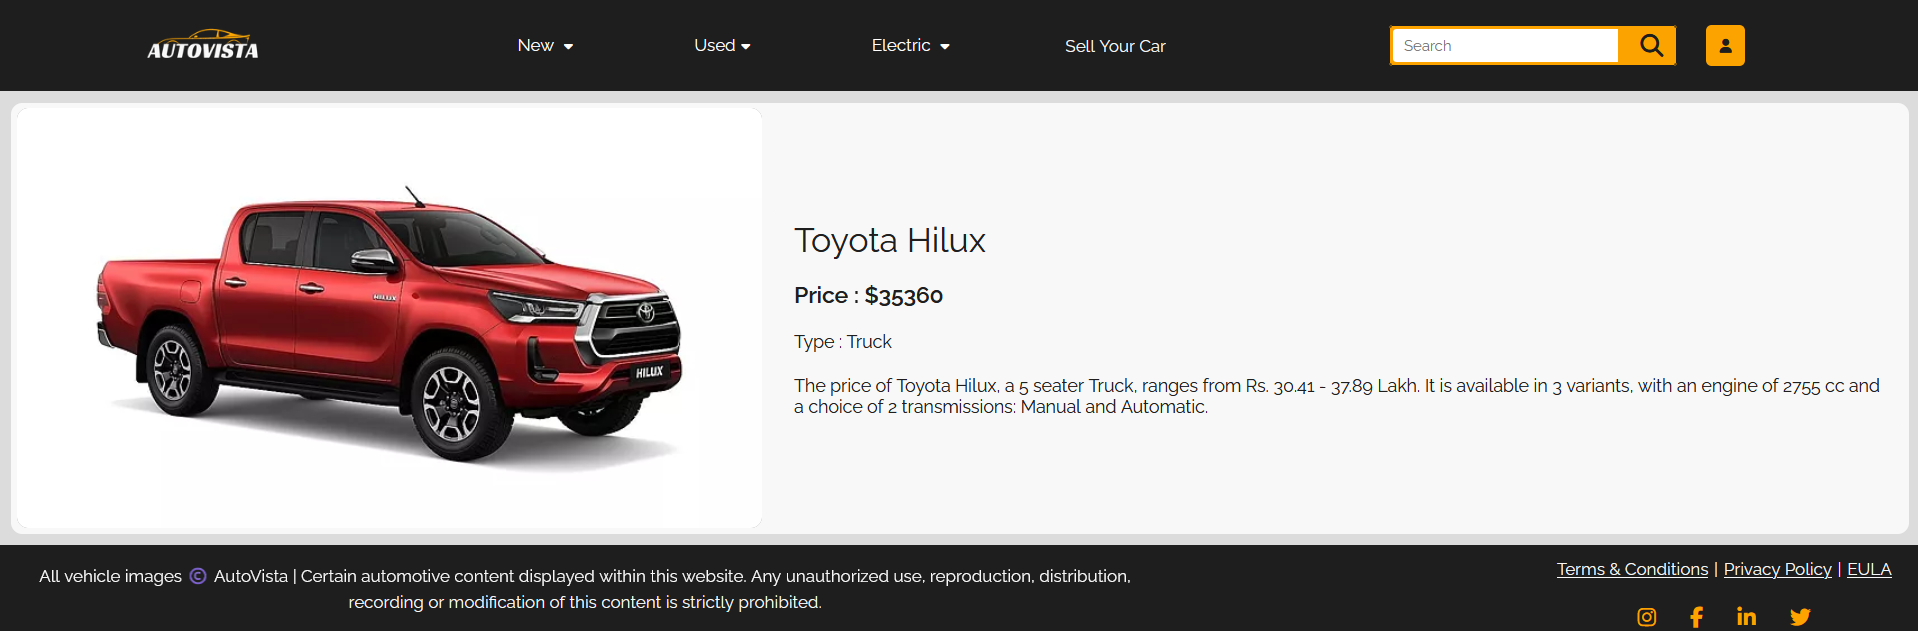 AUTOVISTA
New
Used
Electric
Sell Your Car
Search
HILUX
HILUX
Toyota Hilux
Price : $35360
Type : Truck
The price of Toyota Hilux, a 5 seater Truck, ranges from Rs. 30.41 - 37.89 Lakh. It is available in 3 variants, with an engine of 2755 cc and
a choice of 2 transmissions: Manual and Automatic.
All vehicle images © AutoVista | Certain automotive content displayed within this website. Any unauthorized use, reproduction, distribution,
recording or modification of this content is strictly prohibited.
Terms & Conditions | Privacy Policy | EULA